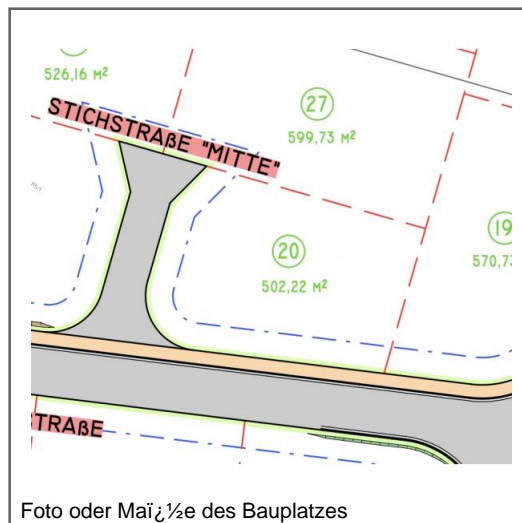 526,16 M²
STICHSTRAßE "MITTE"
27
599,73 M²
20
502,22 M²
19
570,73
TRAßE
Foto oder Maï¿½e des Bauplatzes